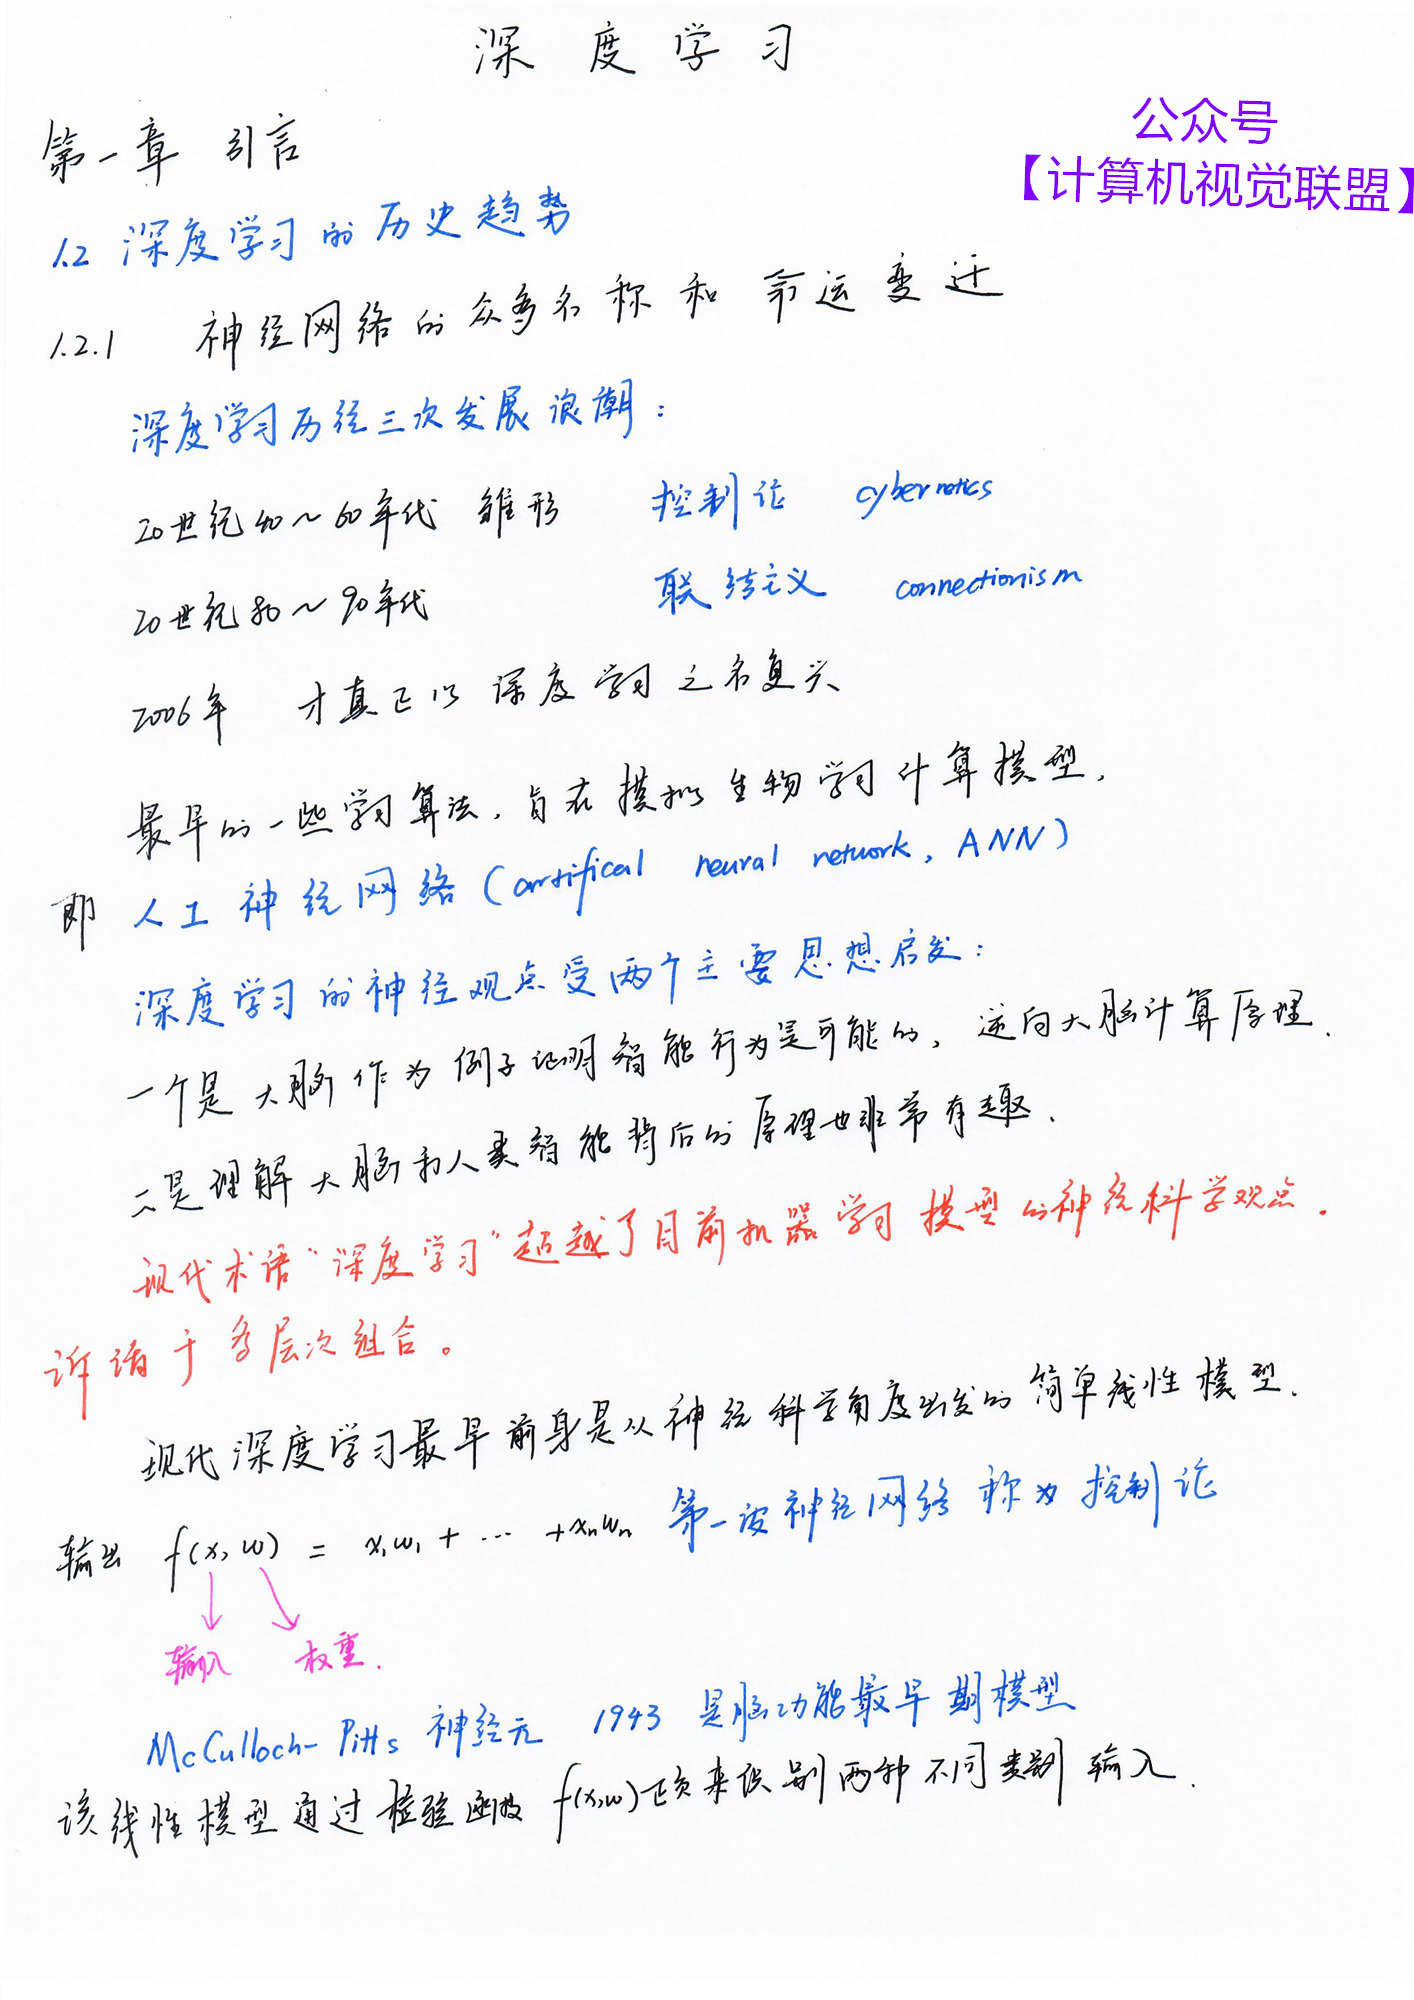 深度学习
公众号
【计算机视觉联盟】
第一章 引言
1.2 深度学习的历史趋势
1.2.1 神经网络的众多名称和命运变迁
深度学习历经三次发展浪潮：
20世纪40～60年代 雏形 控制论 cybernetics
20世纪80～90年代 联结主义 connectionism
2006年 才真正以深度学习之名复兴
最早的一些学习算法，旨在模拟生物学习计算模型.
即 人工神经网络(artifical neural network, ANN)
深度学习的神经观点受两个主要思想启发：
一个是大脑作为例子证明智能行为是可能的，逆向大脑计算原理.
二是理解大脑和人类智能背后的原理也非常有趣.
现代术语“深度学习”超越了目前机器学习模型的神经科学观点.
诉诸于多层次组合。
现代深度学习最早前身是从神经科学角度出发的简单线性模型.
输出 f(x, w) = x₁w₁ + ··· + xₙwₙ 第一波神经网络称为控制论
输入 权重.
McCulloch-Pitts 神经元 1943 是脑功能最早期模型
该线性模型通过检验函数 f(x,w) 正负来识别两种不同类别输入.